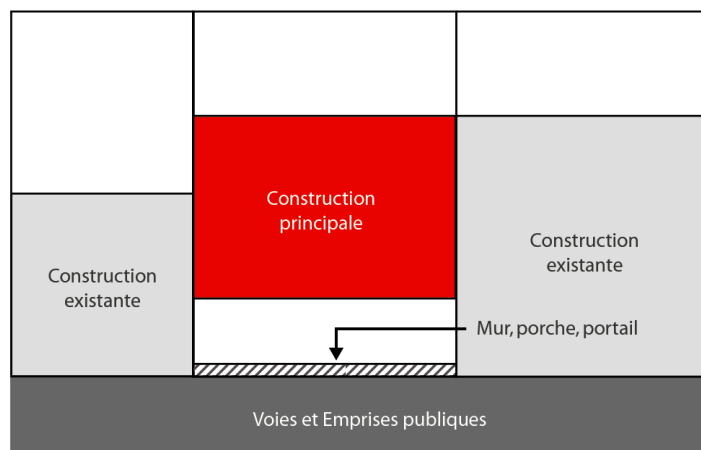 Construction
principale
Construction
existante
Construction
existante
Mur, porche, portail
Voies et Emprises publiques